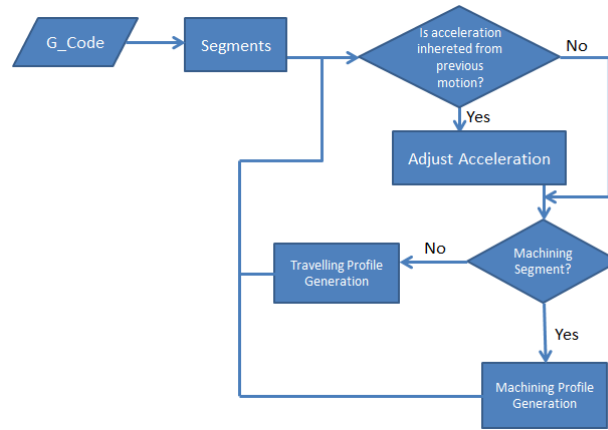 G_Code
Segments
Is acceleration
inhereted from
previous
motion?
No
Yes
Adjust Acceleration
Machining
Segment?
No
Travelling Profile
Generation
Yes
Machining Profile
Generation